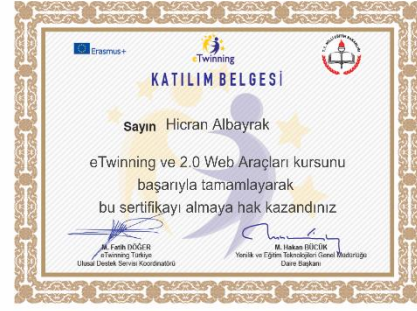 Erasmus+
eTwinning
KATILIM BELGESİ
Sayın Hicran Albayrak
eTwinning ve 2.0 Web Araçları kursunu
başarıyla tamamlayarak
bu sertifikayı almaya hak kazandınız
M. Fatih DÖĞER
eTwinning Türkiye
Ulusal Destek Servisi Koordinatörü
M. Hakan BÜCÜK
Yenilik ve Eğitim Teknolojileri Genel Müdürlüğü
Daire Başkanı